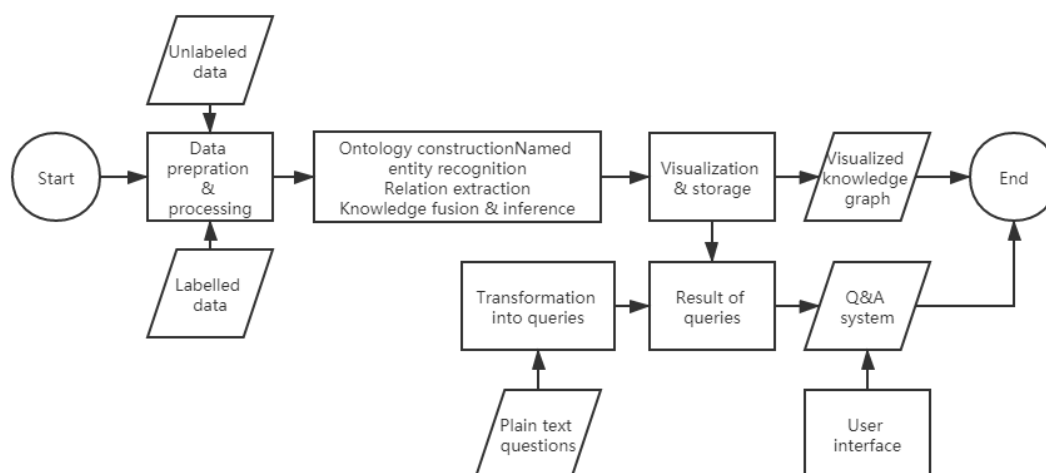 Unlabeled
data
Start
Data
prepration
&
processing
Ontology constructionNamed
entity recognition
Relation extraction
Knowledge fusion & inference
Visualization
& storage
Visualized
knowledge
graph
End
Labelled
data
Transformation
into queries
Result of
queries
Q&A
system
Plain text
questions
User
interface